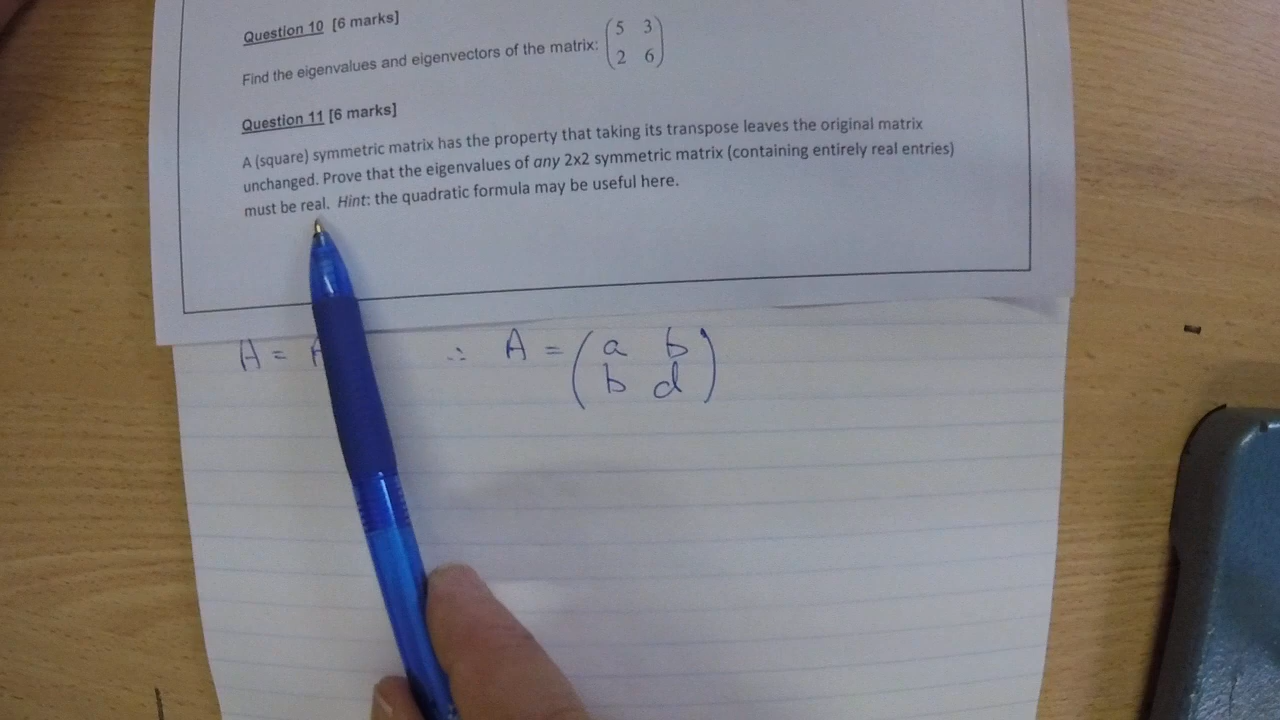 Question 10 [6 marks]
Find the eigenvalues and eigenvectors of the matrix: (5 3
2 6)
Question 11 [6 marks]
A (square) symmetric matrix has the property that taking its transpose leaves the original matrix
unchanged. Prove that the eigenvalues of any 2x2 symmetric matrix (containing entirely real entries)
must be real. Hint: the quadratic formula may be useful here.
A = ∴ A = (a b
b d)